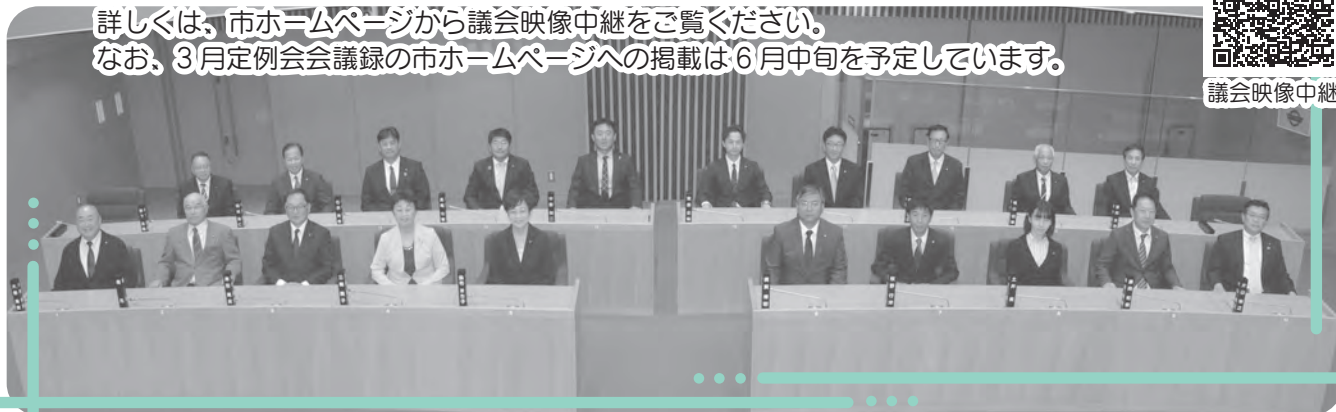 詳しくは、市ホームページから議会映像中継をご覧ください。
なお、3月定例会会議録の市ホームページへの掲載は6月中旬を予定しています。
議会映像中継